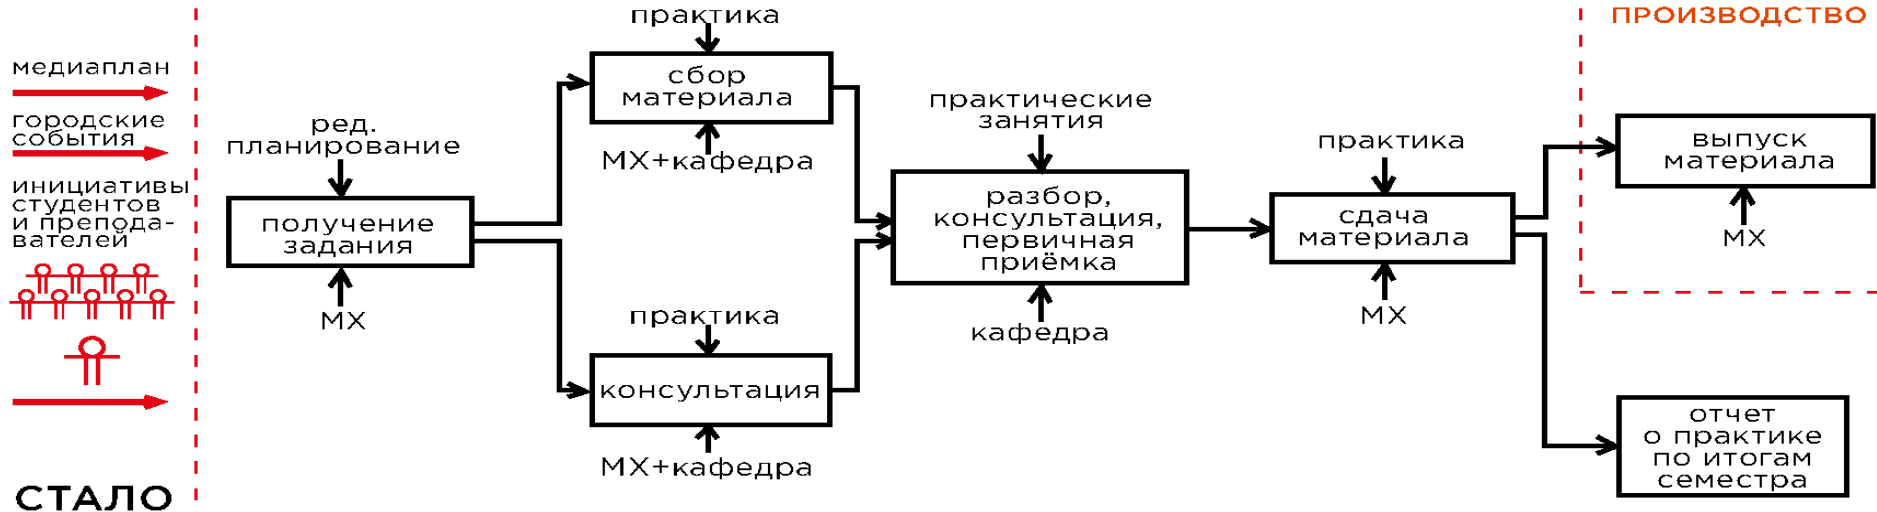 медиаплан
городские
события
инициативы
студентов
и препода-
вателей
СТАЛО
ред.
планирование
получение
задания
МХ
практика
сбор
материала
МХ+кафедра
практика
консультация
МХ+кафедра
практические
занятия
разбор,
консультация,
первичная
приёмка
кафедра
практика
сдача
материала
МХ
ПРОИЗВОДСТВО
выпуск
материала
МХ
отчет
о практике
по итогам
семестра